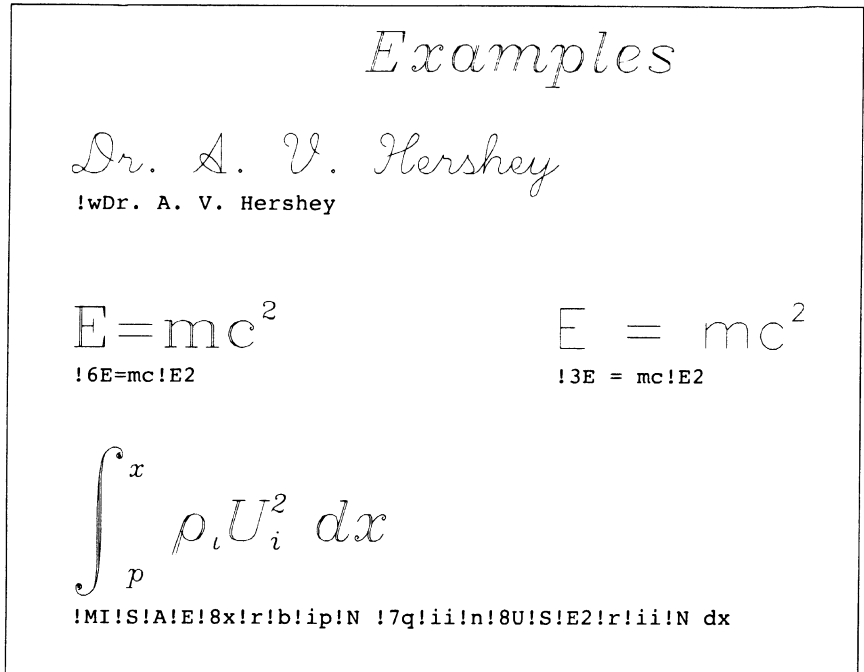 Examples
Dr. A. V. Hershey
!wDr. A. V. Hershey
E=mc²
E = mc²
!6E=mc!E2
!3E = mc!E2
∫ₚˣ ρᵢUᵢ² dx
!MI!S!A!E!8x!r!b!ip!N !7q!ii!n!8U!S!E2!r!ii!N dx